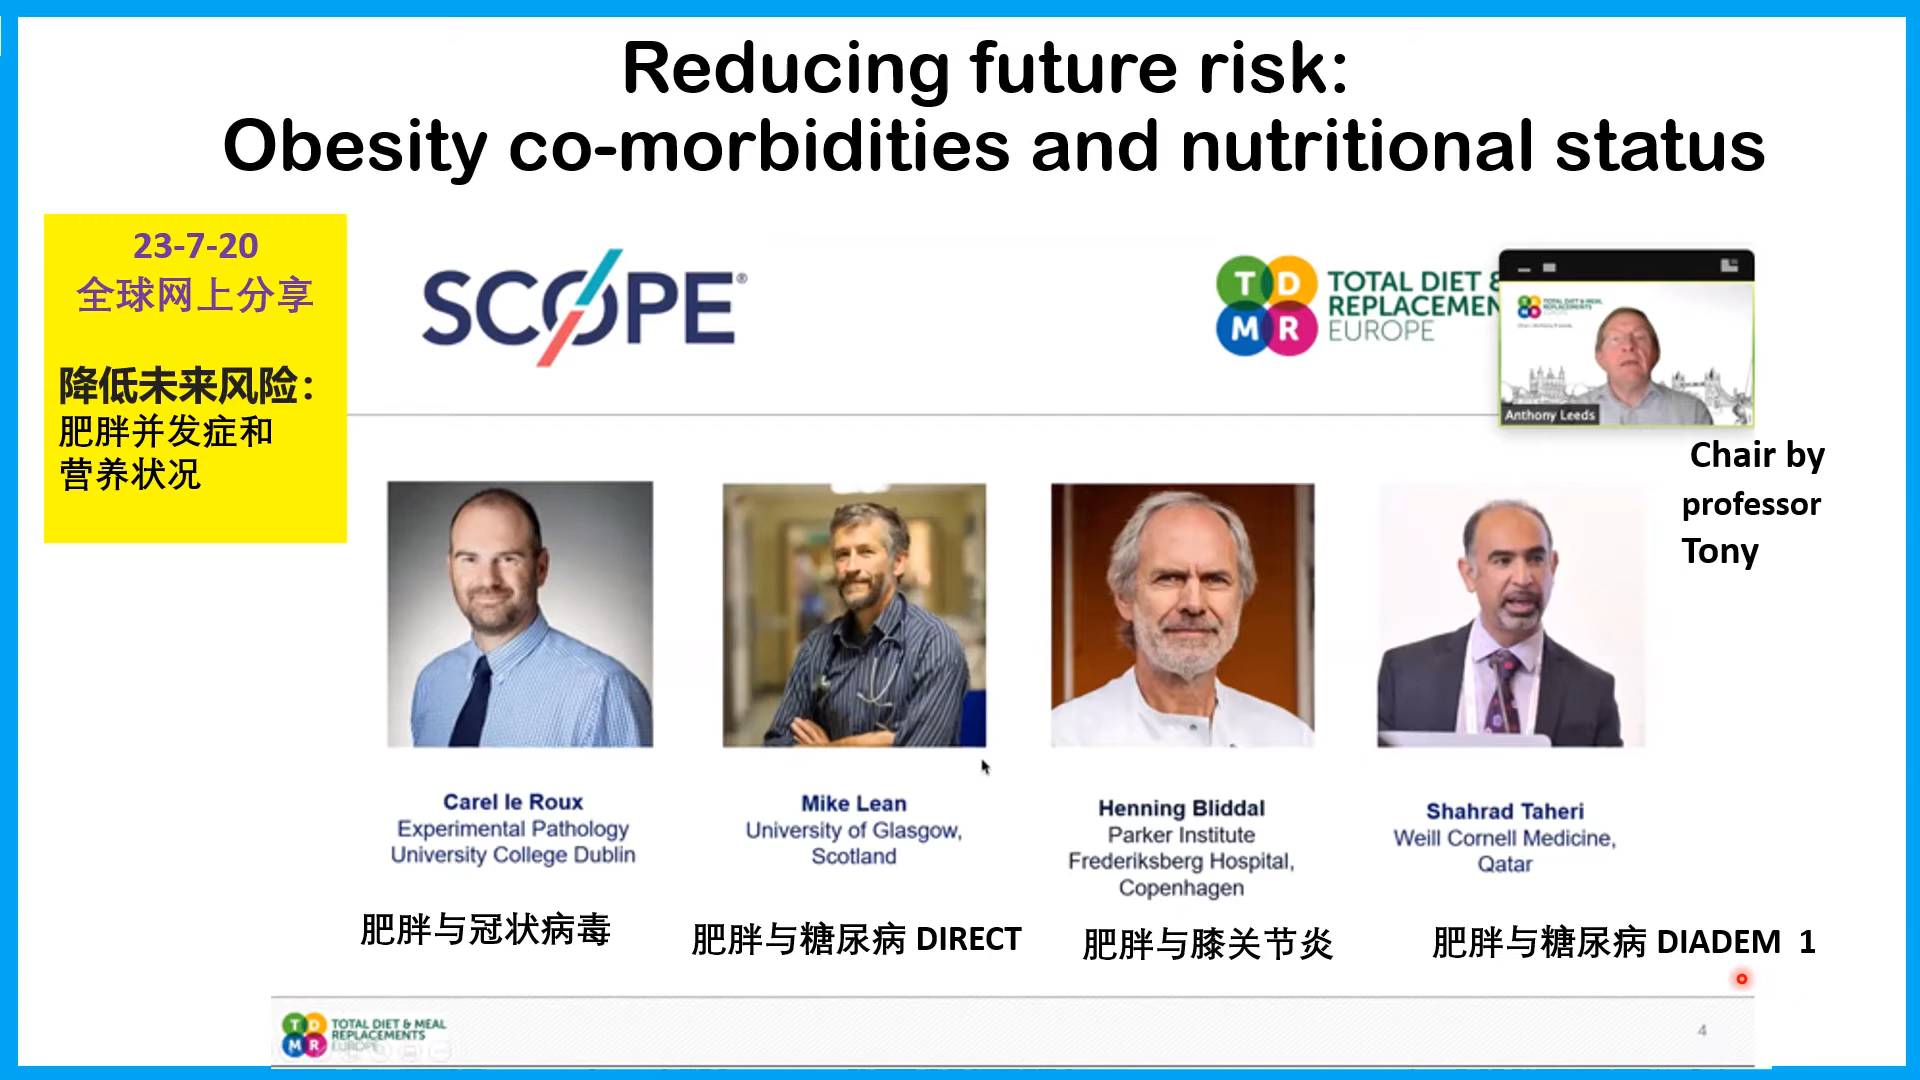 Reducing future risk:
Obesity co-morbidities and nutritional status
23-7-20
全球网上分享
降低未来风险：
肥胖并发症和
营养状况
SCOPE®
T D
M R
TOTAL DIET &
REPLACEMEN
EUROPE
TOTAL DIET & MEAL
REPLACEMENTS
EUROPE
Anthony Leeds
Chair by
professor
Tony
Carel le Roux
Experimental Pathology
University College Dublin
Mike Lean
University of Glasgow,
Scotland
Henning Bliddal
Parker Institute
Frederiksberg Hospital,
Copenhagen
Shahrad Taheri
Weill Cornell Medicine,
Qatar
肥胖与冠状病毒
肥胖与糖尿病 DIRECT
肥胖与膝关节炎
肥胖与糖尿病 DIADEM 1
T D
M R
TOTAL DIET & MEAL
REPLACEMENTS
EUROPE
4